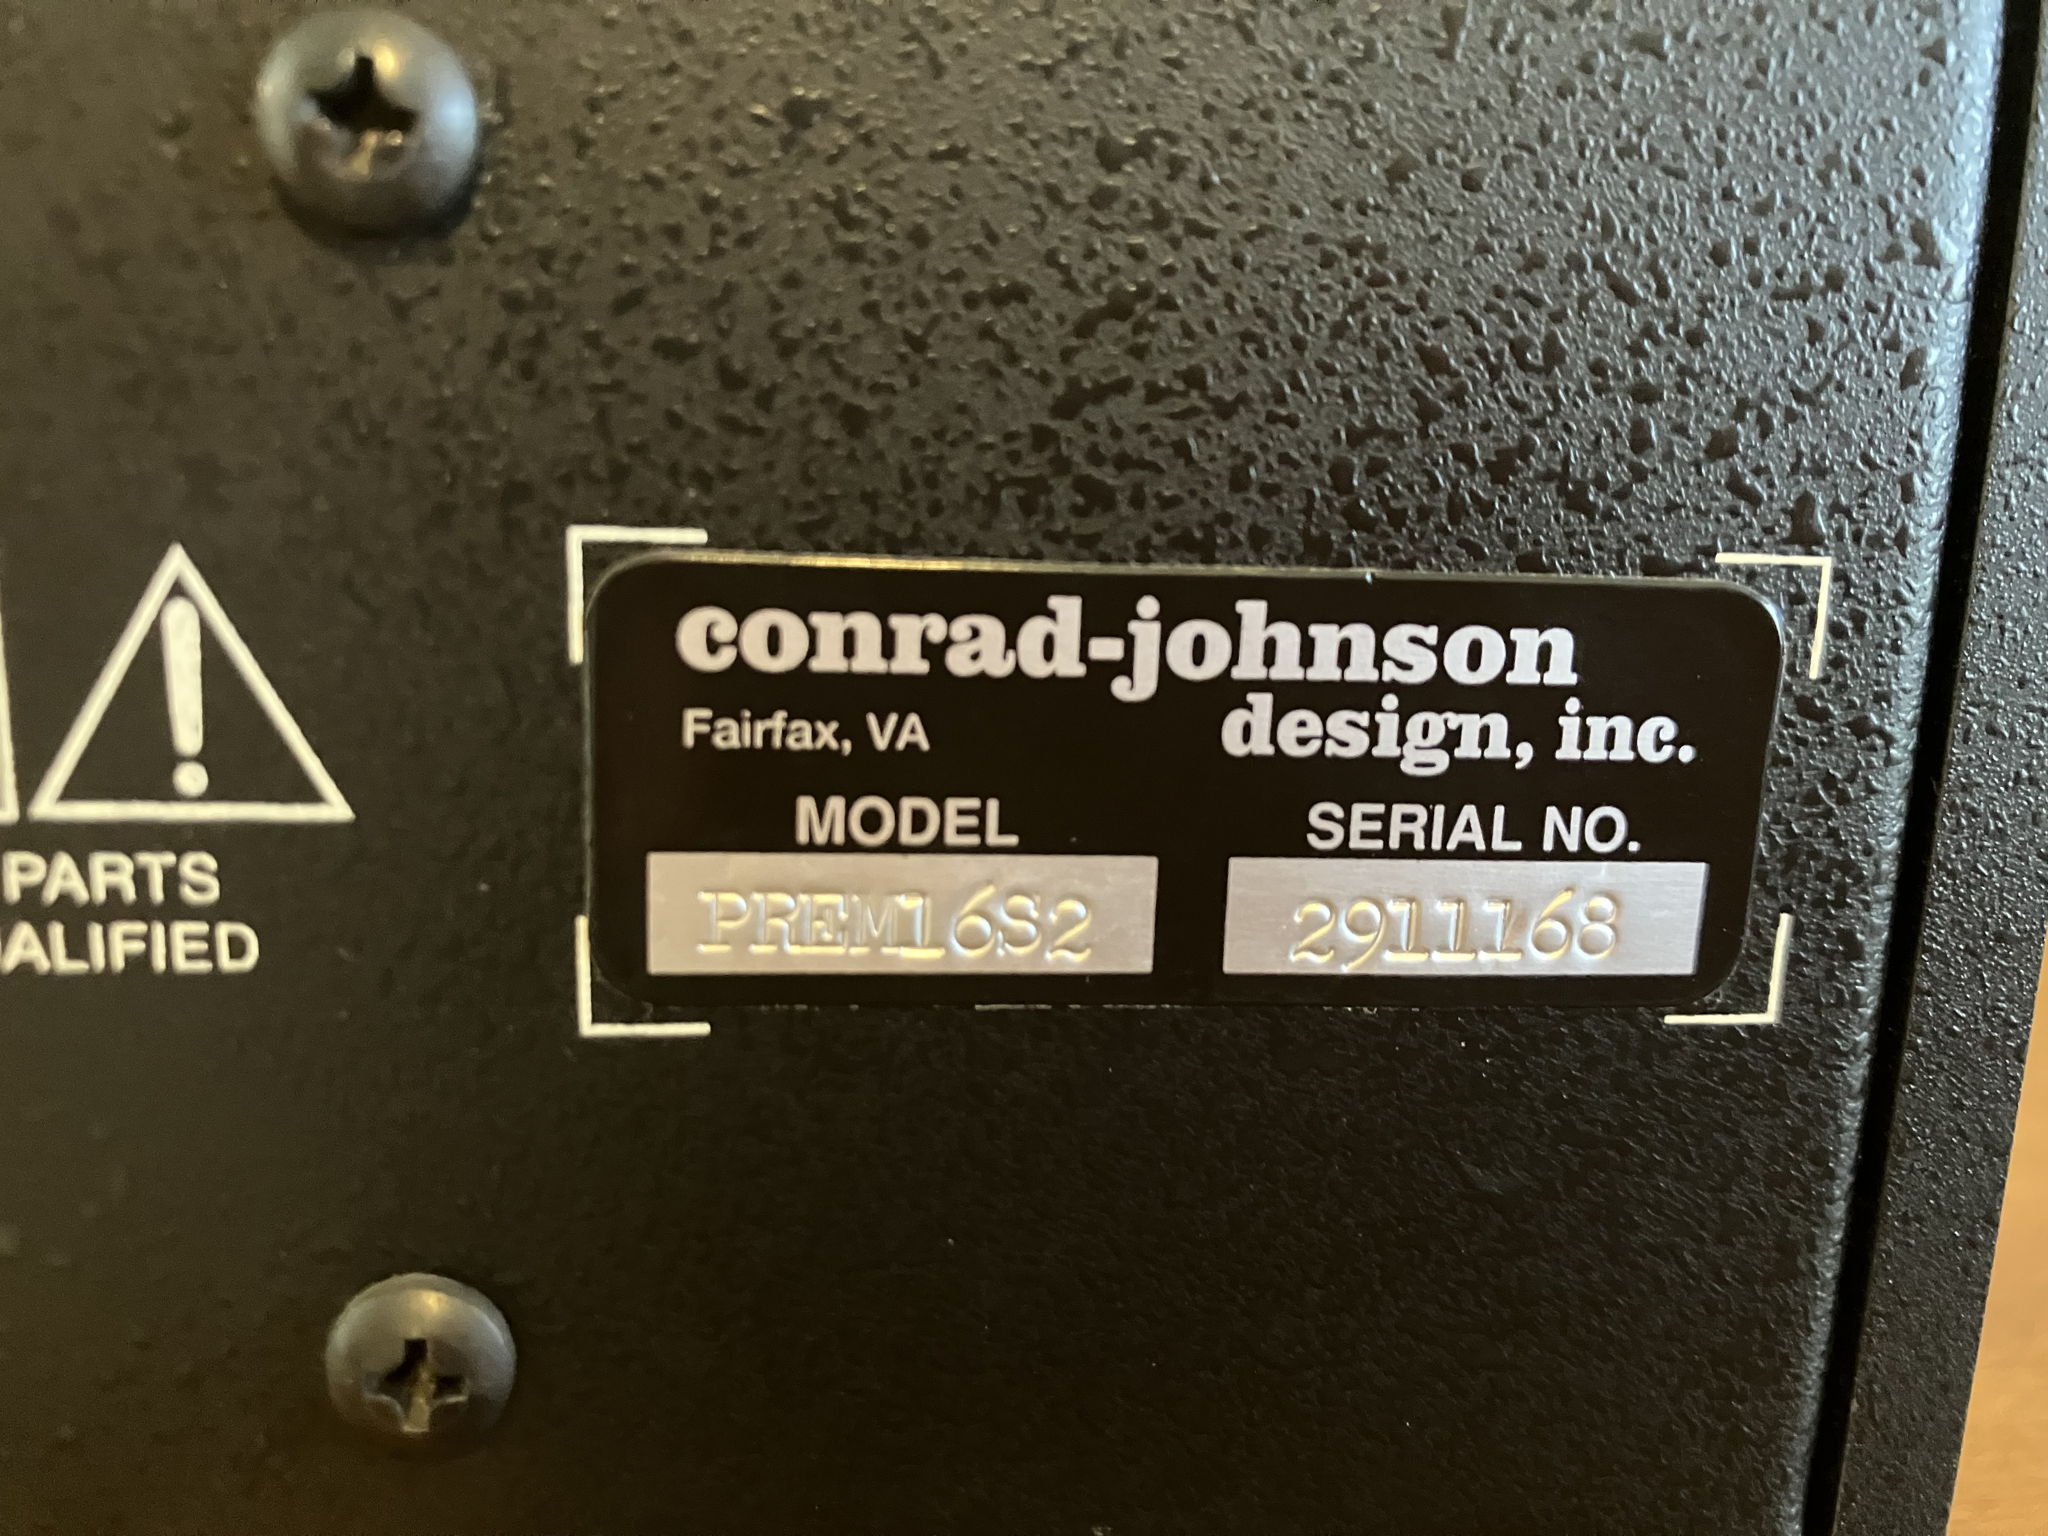 conrad-johnson
design, inc.
Fairfax, VA
MODEL
SERIAL NO.
PREM16S2
2911168
PARTS
ALIFIED